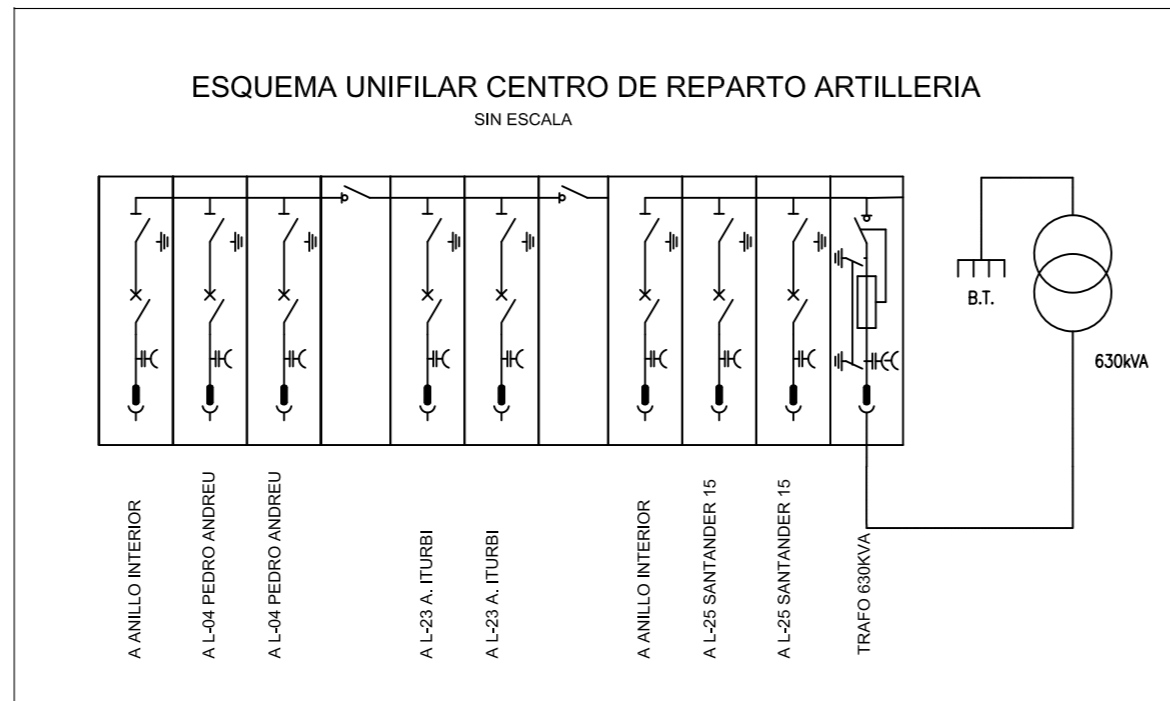 ESQUEMA UNIFILAR CENTRO DE REPARTO ARTILLERIA
SIN ESCALA
B.T.
630kVA
A ANILLO INTERIOR
A L-04 PEDRO ANDREU
A L-04 PEDRO ANDREU
A L-23 A. ITURBI
A L-23 A. ITURBI
A ANILLO INTERIOR
A L-25 SANTANDER 15
A L-25 SANTANDER 15
TRAFO 630KVA